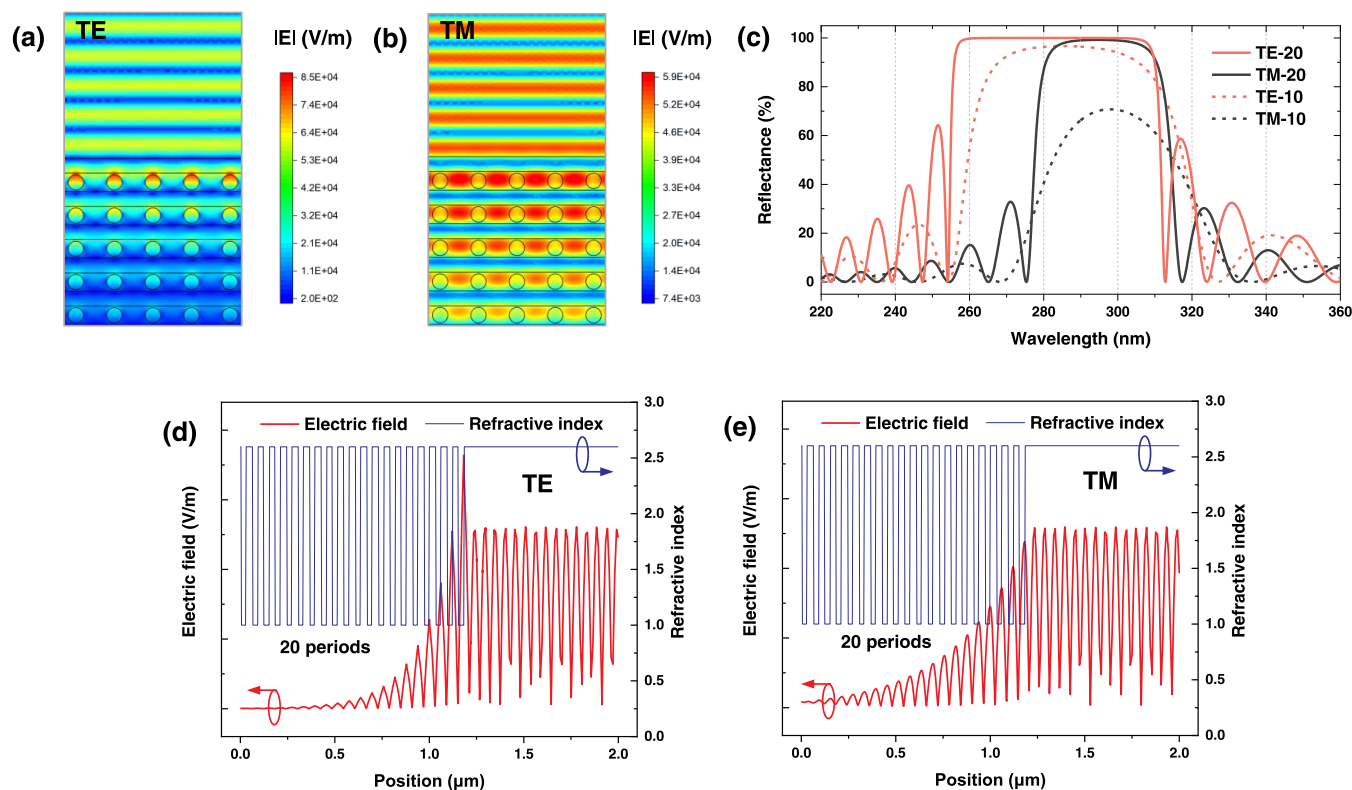 (a)
TE
|E| (V/m)
8.5E+04
7.4E+04
6.4E+04
5.3E+04
4.2E+04
3.2E+04
2.1E+04
1.1E+04
2.0E+02
(b)
TM
|E| (V/m)
5.9E+04
5.2E+04
4.6E+04
4.0E+04
3.3E+04
2.7E+04
2.0E+04
1.4E+04
7.4E+03
(c)
Reflectance (%)
100
80
60
40
20
0
TE-20
TM-20
TE-10
TM-10
220
240
260
280
300
320
340
360
Wavelength (nm)
(d)
Electric field
Refractive index
TE
20 periods
Electric field (V/m)
Refractive index
3.0
2.5
2.0
1.5
1.0
0.5
0.0
0.0
0.5
1.0
1.5
2.0
Position (μm)
(e)
Electric field
Refractive index
TM
20 periods
Electric field (V/m)
Refractive index
3.0
2.5
2.0
1.5
1.0
0.5
0.0
0.0
0.5
1.0
1.5
2.0
Position (μm)